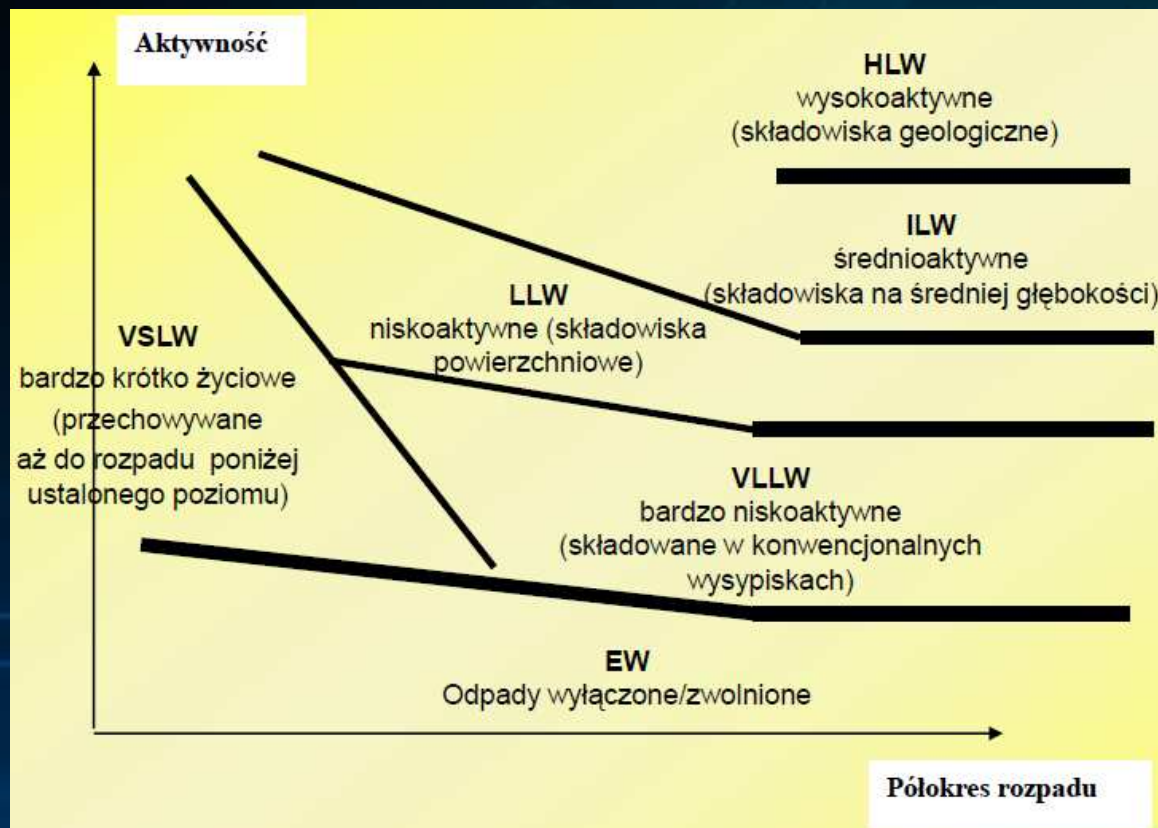 Aktywność
HLW
wysokoaktywne
(składowiska geologiczne)
ILW
średnioaktywne
(składowiska na średniej głębokości)
LLW
niskoaktywne (składowiska
powierzchniowe)
VSLW
bardzo krótko życiowe
(przechowywane
aż do rozpadu poniżej
ustalonego poziomu)
VLLW
bardzo niskoaktywne
(składowane w konwencjonalnych
wysypiskach)
EW
Odpady wyłączone/zwolnione
Półokres rozpadu